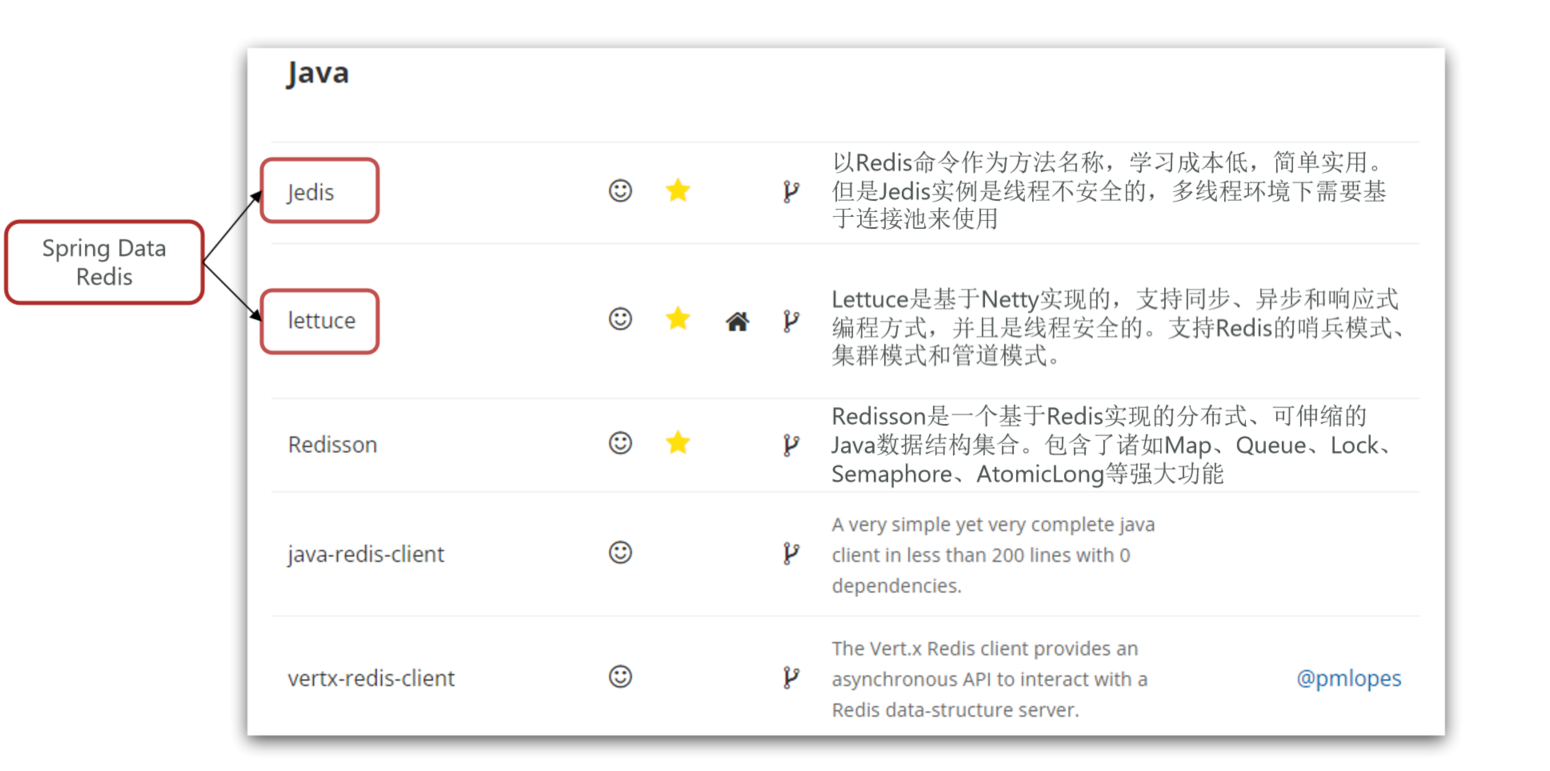 Java
Spring Data
Redis
Jedis
以Redis命令作为方法名称，学习成本低，简单实用。
但是Jedis实例是线程不安全的，多线程环境下需要基
于连接池来使用
lettuce
Lettuce是基于Netty实现的，支持同步、异步和响应式
编程方式，并且是线程安全的。支持Redis的哨兵模式、
集群模式和管道模式。
Redisson
Redisson是一个基于Redis实现的分布式、可伸缩的
Java数据结构集合。包含了诸如Map、Queue、Lock、
Semaphore、AtomicLong等强大功能
java-redis-client
A very simple yet very complete java
client in less than 200 lines with 0
dependencies.
vertx-redis-client
The Vert.x Redis client provides an
asynchronous API to interact with a
Redis data-structure server.
@pmlopes